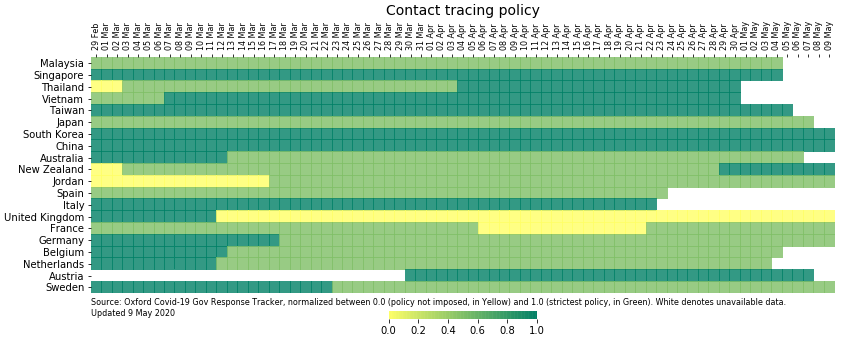 Contact tracing policy
29 Feb
01 Mar
02 Mar
03 Mar
04 Mar
05 Mar
06 Mar
07 Mar
08 Mar
09 Mar
10 Mar
11 Mar
12 Mar
13 Mar
14 Mar
15 Mar
16 Mar
17 Mar
18 Mar
19 Mar
20 Mar
21 Mar
22 Mar
23 Mar
24 Mar
25 Mar
26 Mar
27 Mar
28 Mar
29 Mar
30 Mar
31 Mar
01 Apr
02 Apr
03 Apr
04 Apr
05 Apr
06 Apr
07 Apr
08 Apr
09 Apr
10 Apr
11 Apr
12 Apr
13 Apr
14 Apr
15 Apr
16 Apr
17 Apr
18 Apr
19 Apr
20 Apr
21 Apr
22 Apr
23 Apr
24 Apr
25 Apr
26 Apr
27 Apr
28 Apr
29 Apr
30 Apr
01 May
02 May
03 May
04 May
05 May
06 May
07 May
08 May
09 May
Malaysia
Singapore
Thailand
Vietnam
Taiwan
Japan
South Korea
China
Australia
New Zealand
Jordan
Spain
Italy
United Kingdom
France
Germany
Belgium
Netherlands
Austria
Sweden
Source: Oxford Covid-19 Gov Response Tracker, normalized between 0.0 (policy not imposed, in Yellow) and 1.0 (strictest policy, in Green). White denotes unavailable data.
Updated 9 May 2020
0.0 0.2 0.4 0.6 0.8 1.0